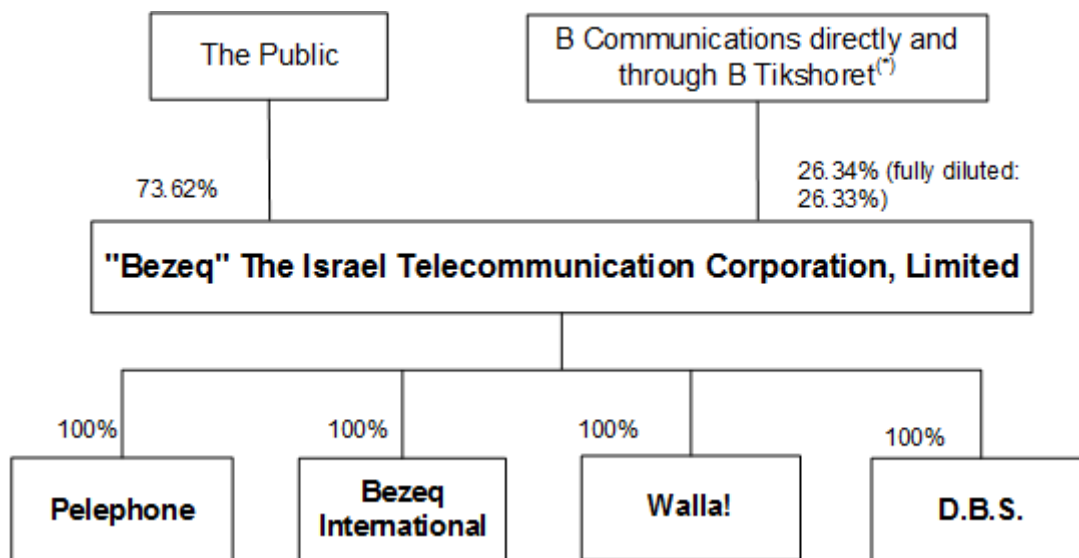 The Public
B Communications directly and
through B Tikshoret(*)
73.62%
26.34% (fully diluted:
26.33%)
"Bezeq" The Israel Telecommunication Corporation, Limited
100%
100%
100%
100%
Pelephone
Bezeq
International
Walla!
D.B.S.